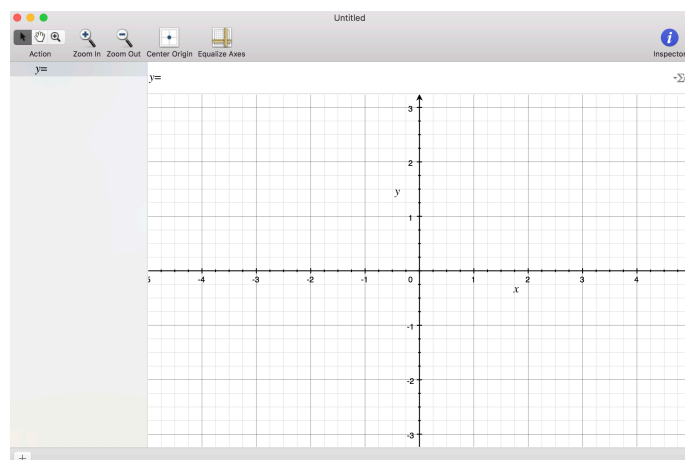 Untitled
Action Zoom In Zoom Out Center Origin Equalize Axes Inspector
y=
y=
3
2
y
1
-4 -3 -2 -1 0 1 2 3 4
x
-1
-2
-3